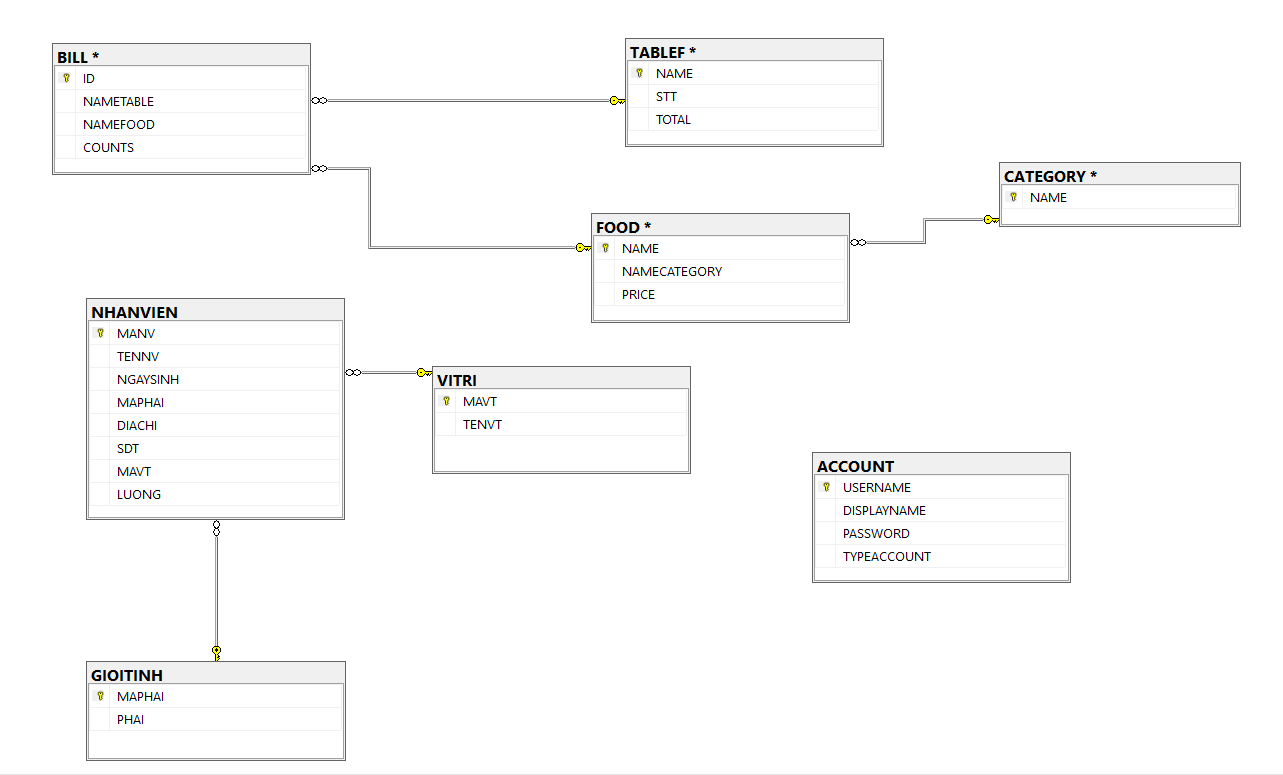 BILL *
ID
NAMETABLE
NAMEFOOD
COUNTS
TABLEF *
NAME
STT
TOTAL
CATEGORY *
NAME
FOOD *
NAME
NAMECATEGORY
PRICE
NHANVIEN
MANV
TENNV
NGAYSINH
MAPHAI
DIACHI
SDT
MAVT
LUONG
VITRI
MAVT
TENVT
ACCOUNT
USERNAME
DISPLAYNAME
PASSWORD
TYPEACCOUNT
GIOITINH
MAPHAI
PHAI